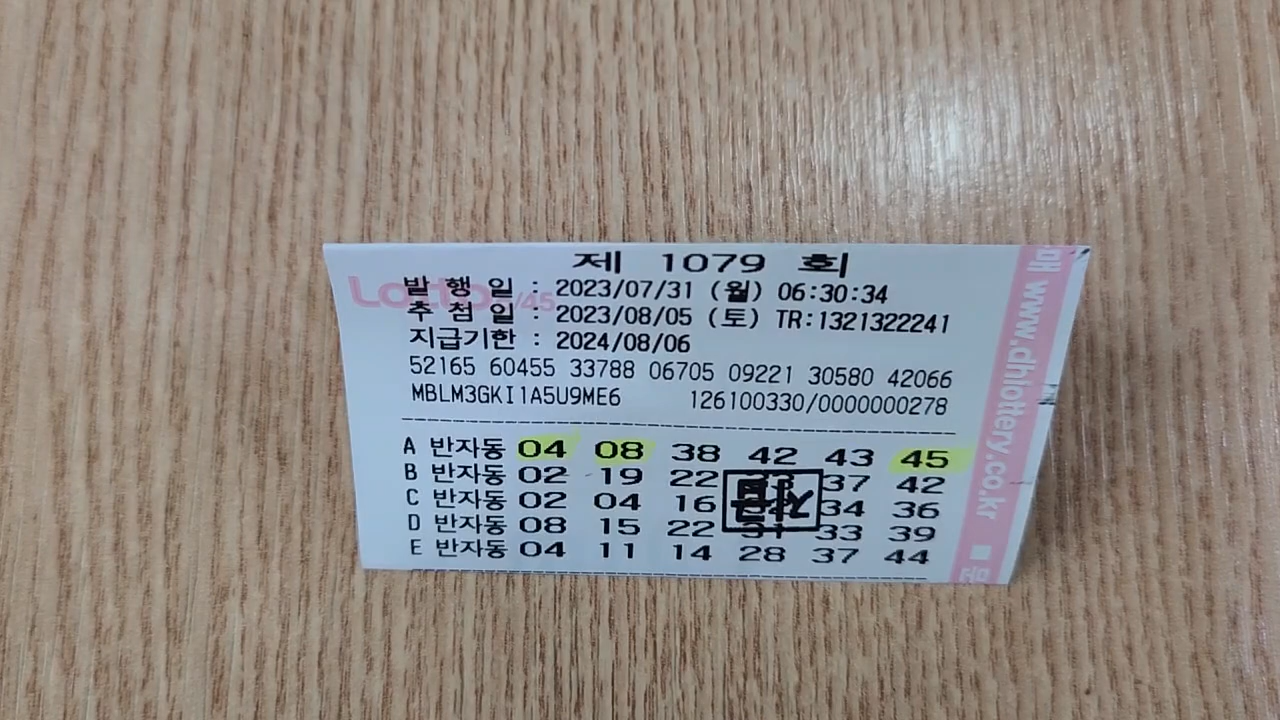 제 1079 회
발 행 일 : 2023/07/31 (월) 06:30:34
추 첨 일 : 2023/08/05 (토) TR:1321322241
지급기한 : 2024/08/06
52165 60455 33788 06705 09221 30580 42066
MBLM3GKI1A5U9ME6 126100330/0000000278
A 반자동 04 08 38 42 43 45
B 반자동 02 19 22 37 42
C 반자동 02 04 16 34 36
D 반자동 08 15 22 31 33 39
E 반자동 04 11 14 28 37 44
지급
Lotto 6/45
www.dhlottery.co.kr